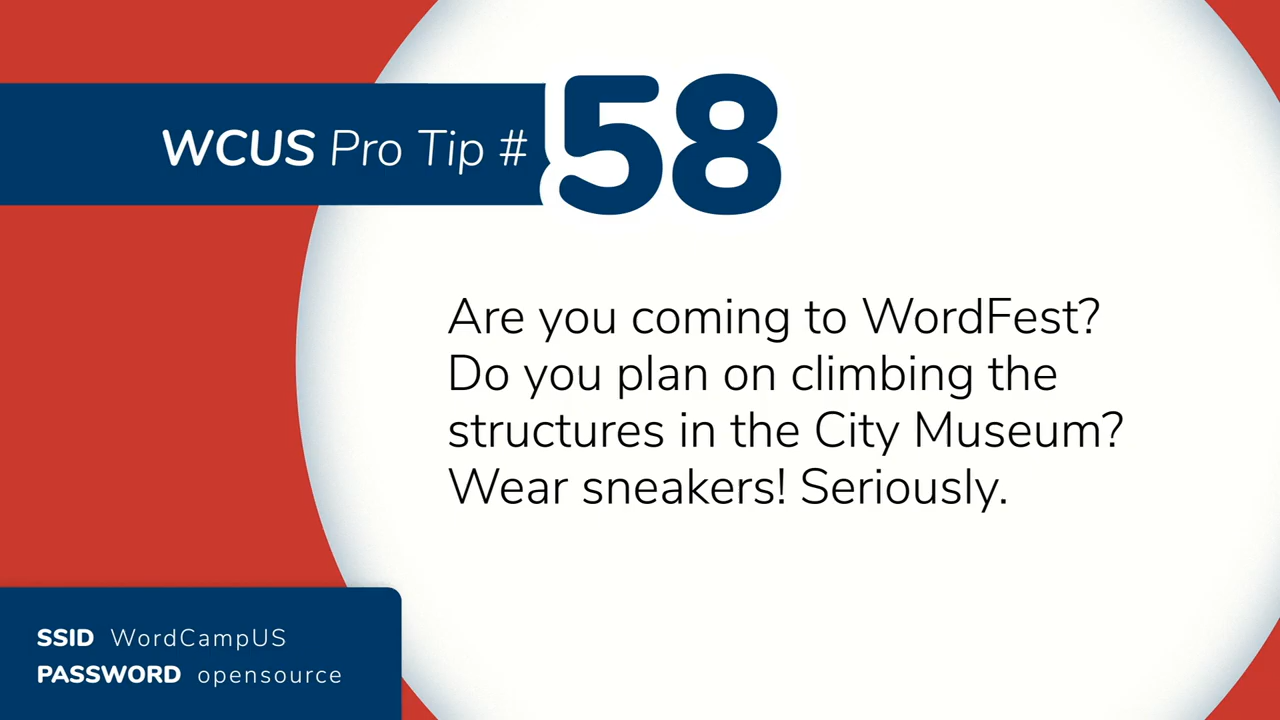 WCUS Pro Tip #58
Are you coming to WordFest?
Do you plan on climbing the
structures in the City Museum?
Wear sneakers! Seriously.
SSID WordCampUS
PASSWORD opensource